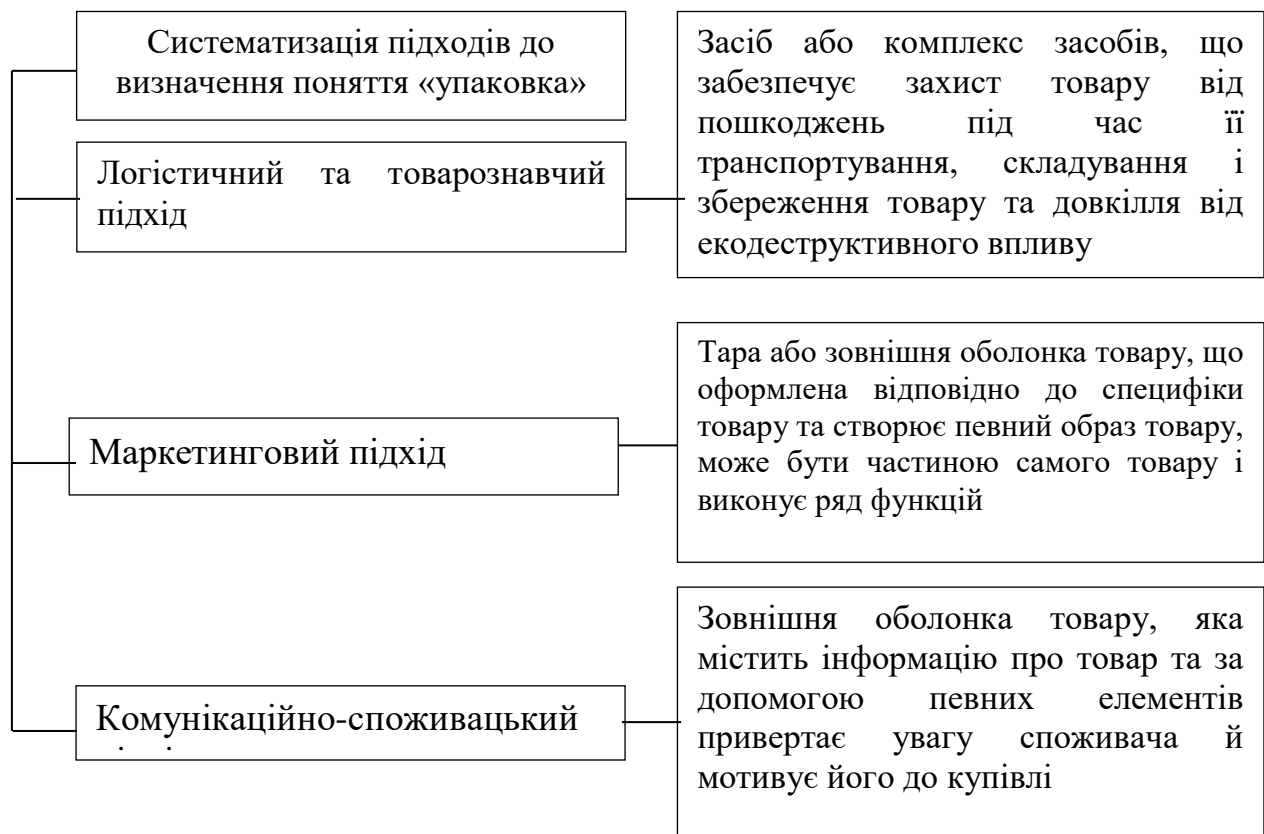 Систематизація підходів до
визначення поняття «упаковка»
Логістичний та товарознавчий
підхід
Засіб або комплекс засобів, що
забезпечує захист товару від
пошкоджень під час її
транспортування, складування і
збереження товару та довкілля від
екодеструктивного впливу
Маркетинговий підхід
Тара або зовнішня оболонка товару, що
оформлена відповідно до специфіки
товару та створює певний образ товару,
може бути частиною самого товару і
виконує ряд функцій
Комунікаційно-споживацький
Зовнішня оболонка товару, яка
містить інформацію про товар та за
допомогою певних елементів
привертає увагу споживача й
мотивує його до купівлі